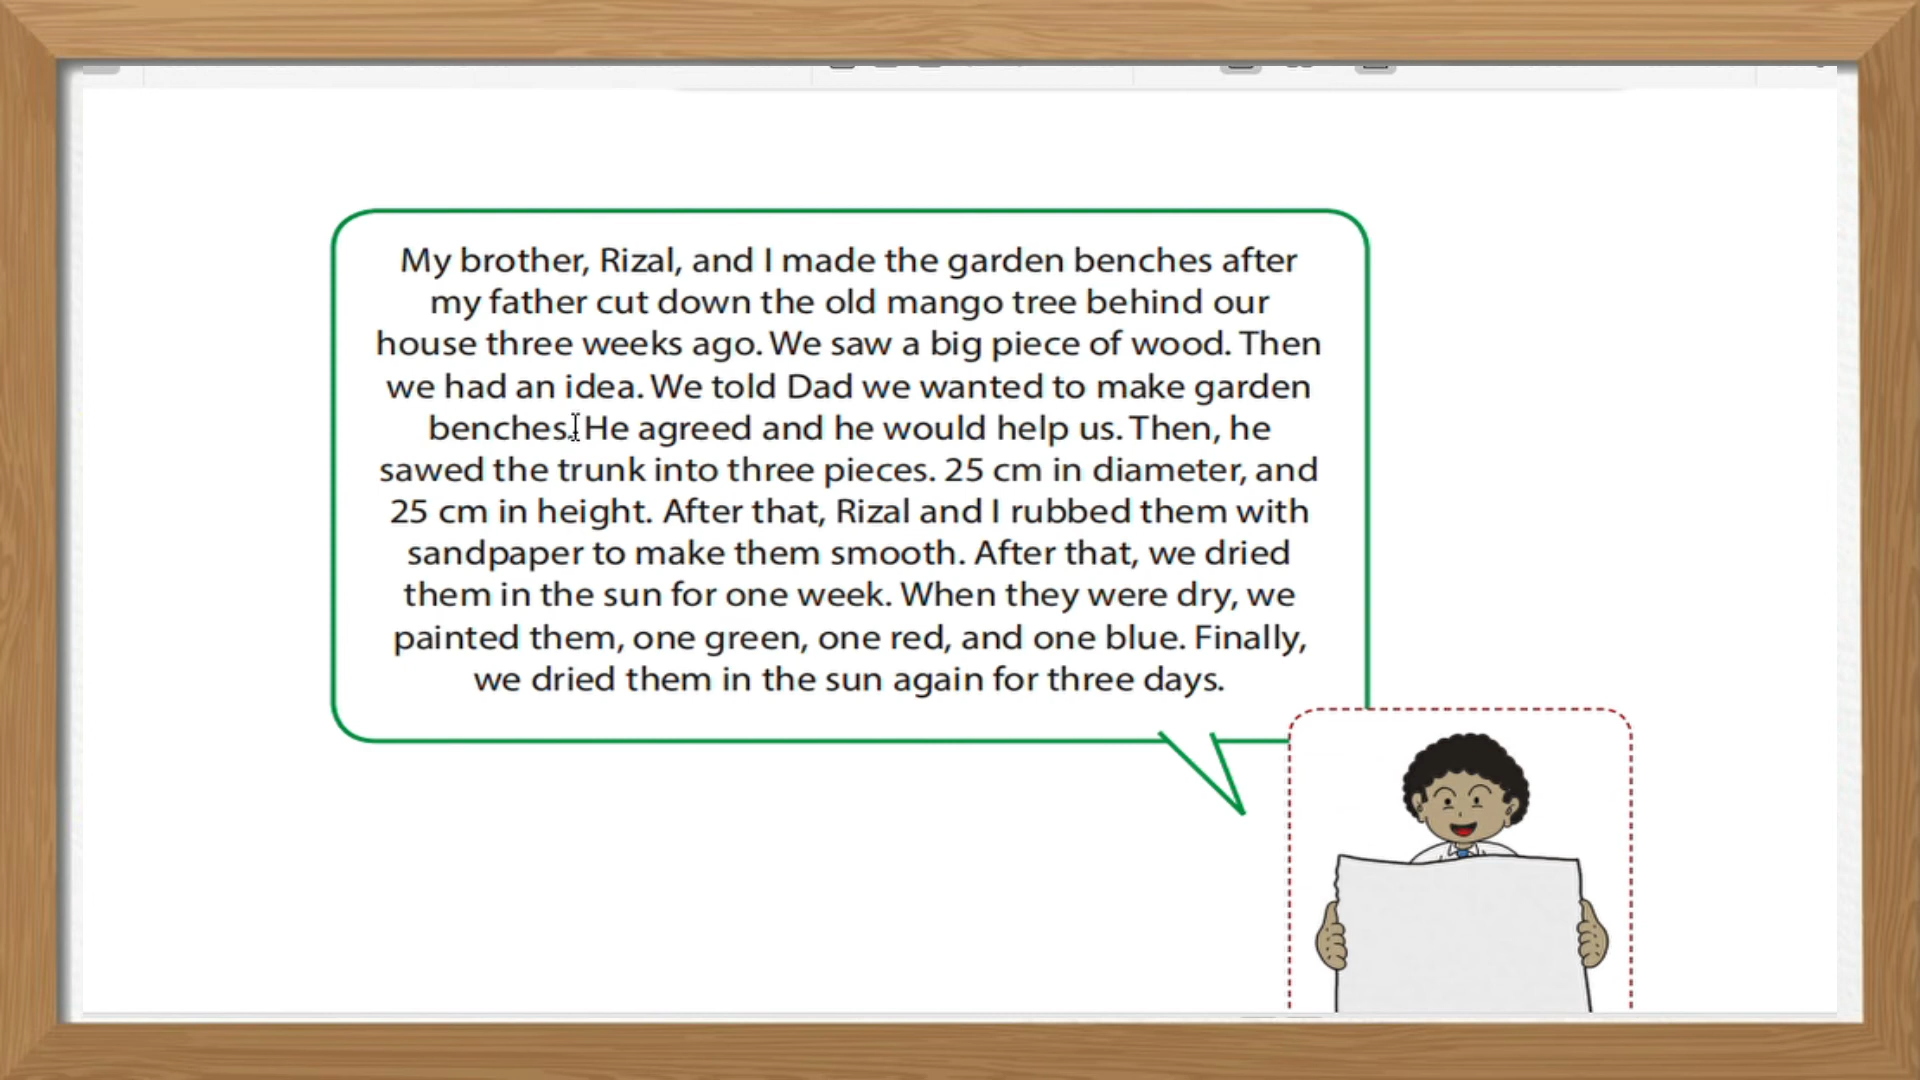 My brother, Rizal, and I made the garden benches after
my father cut down the old mango tree behind our
house three weeks ago. We saw a big piece of wood. Then
we had an idea. We told Dad we wanted to make garden
benches. He agreed and he would help us. Then, he
sawed the trunk into three pieces. 25 cm in diameter, and
25 cm in height. After that, Rizal and I rubbed them with
sandpaper to make them smooth. After that, we dried
them in the sun for one week. When they were dry, we
painted them, one green, one red, and one blue. Finally,
we dried them in the sun again for three days.